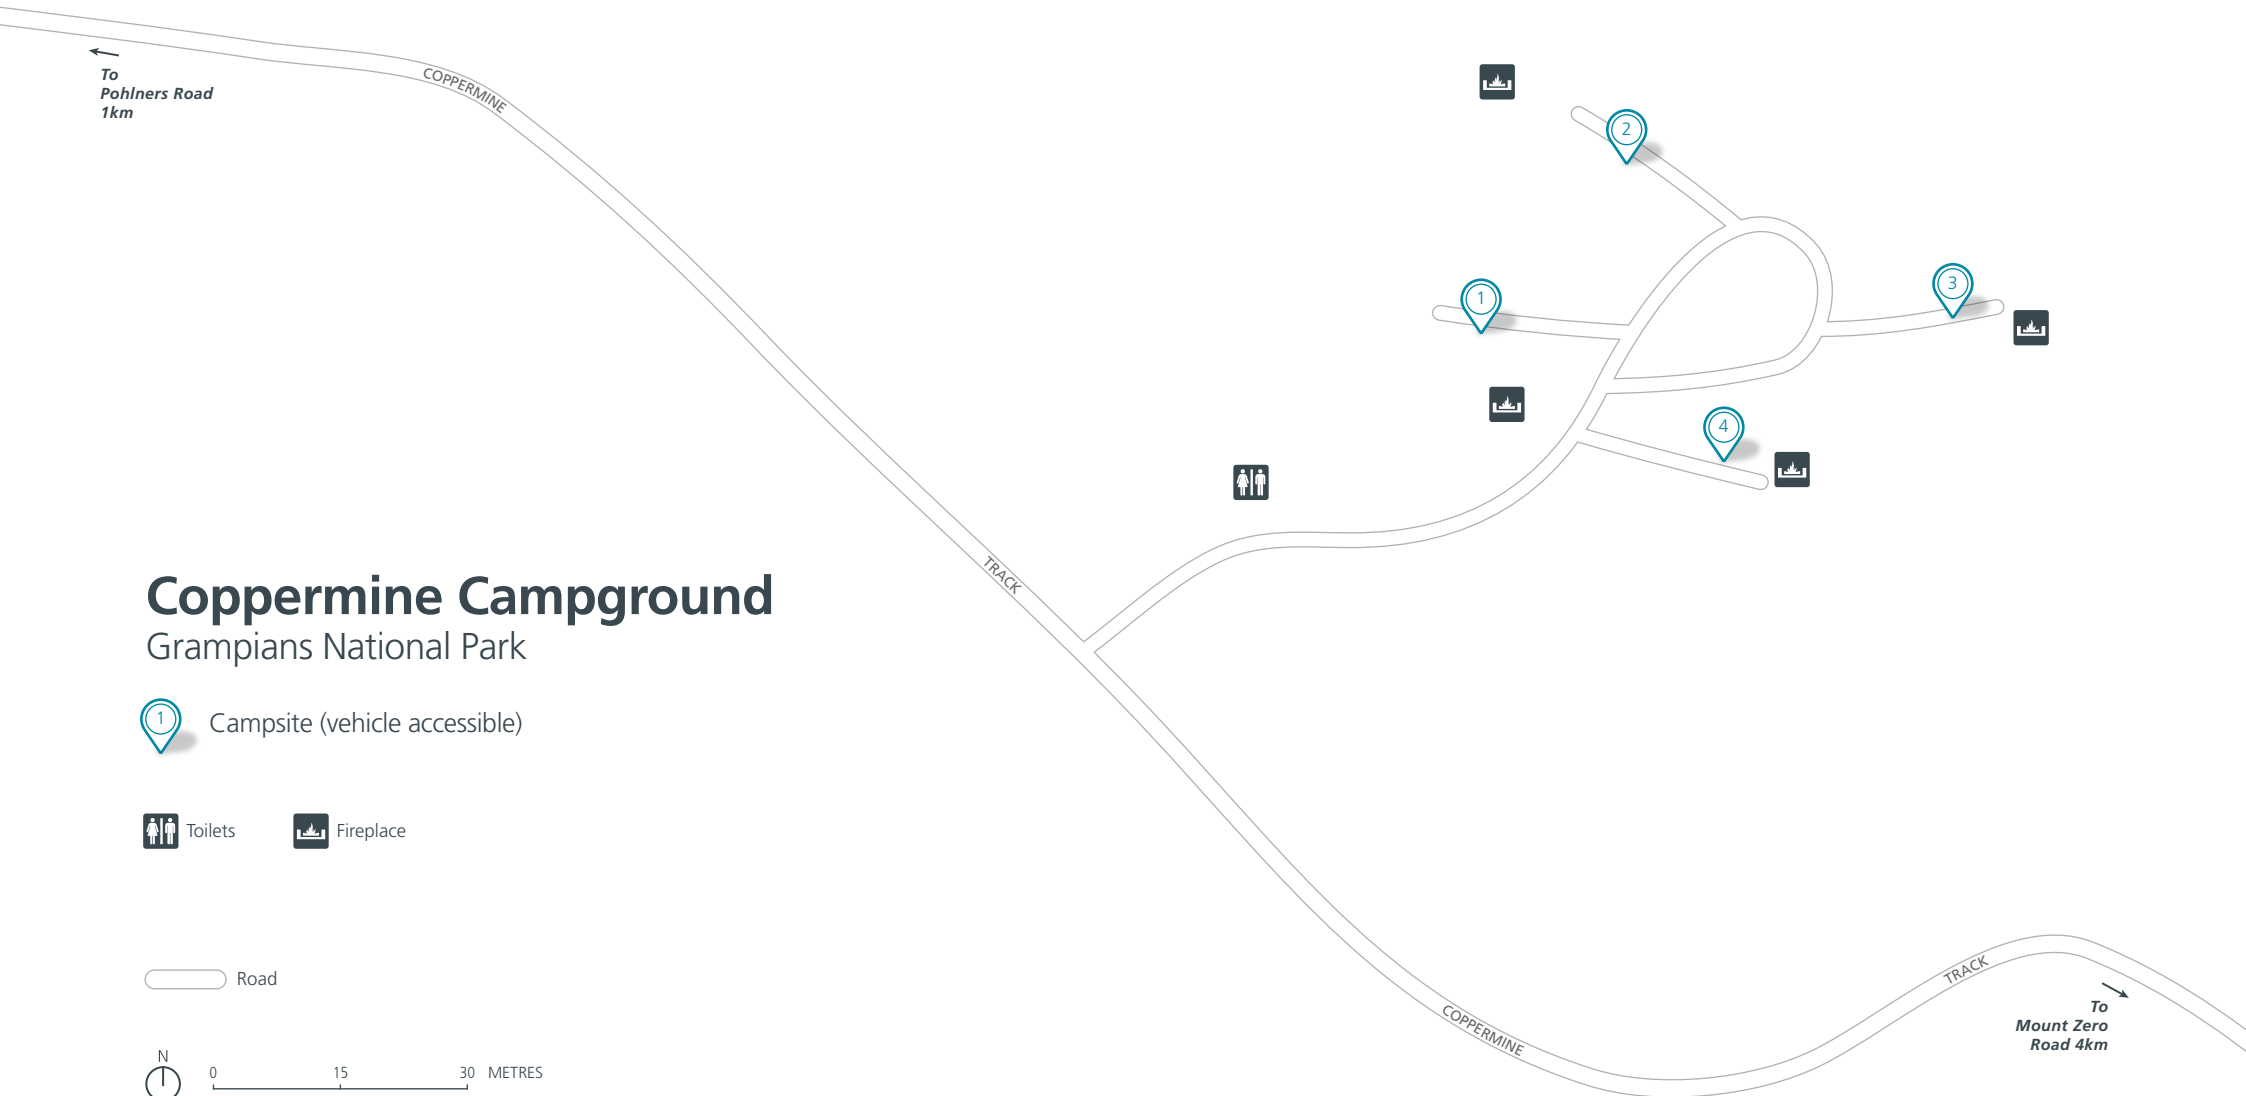 To
Pohlners Road
1km
COPPERMINE
2
1
3
4
TRACK
Coppermine Campground
Grampians National Park
1 Campsite (vehicle accessible)
Toilets Fireplace
Road
N
0 15 30 METRES
COPPERMINE
TRACK
To
Mount Zero
Road 4km